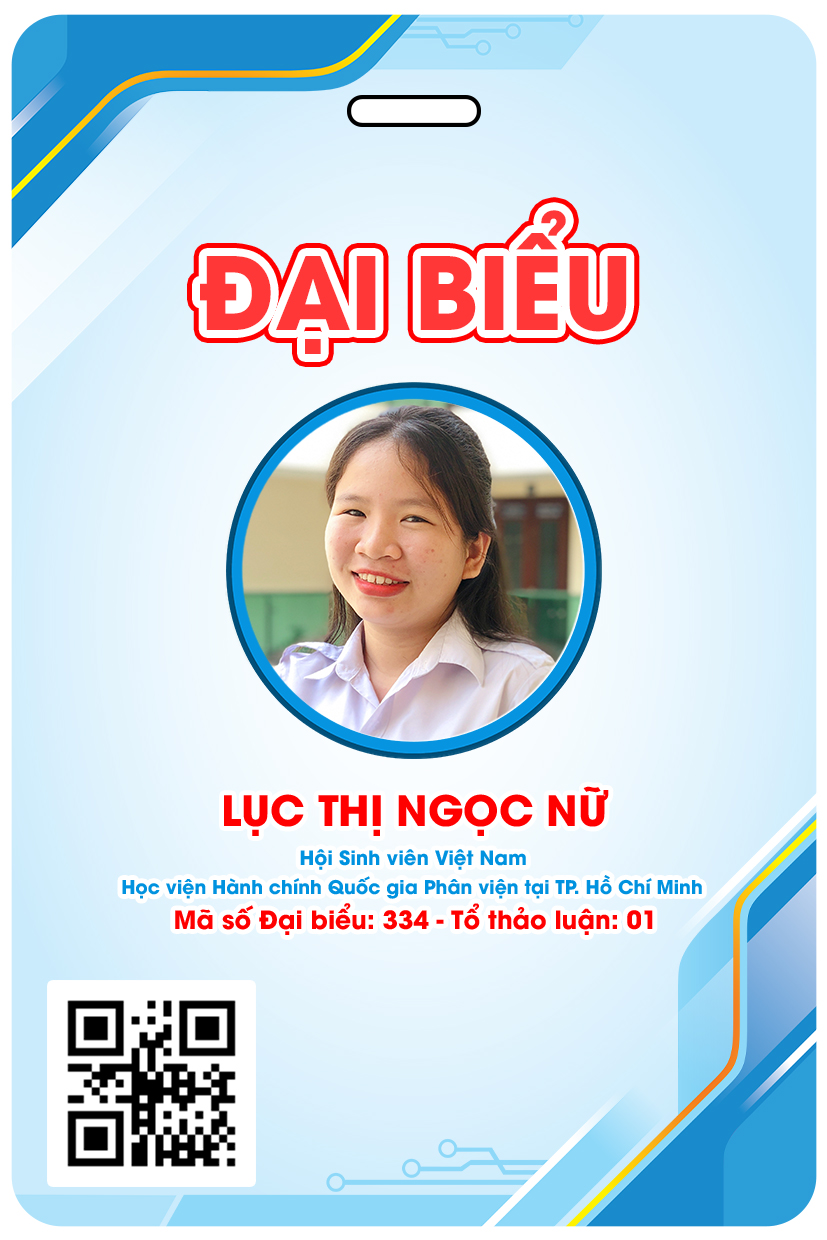 ĐẠI BIỂU
LỤC THỊ NGỌC NỮ
Hội Sinh viên Việt Nam
Học viện Hành chính Quốc gia Phân viện tại TP. Hồ Chí Minh
Mã số Đại biểu: 334 - Tổ thảo luận: 01